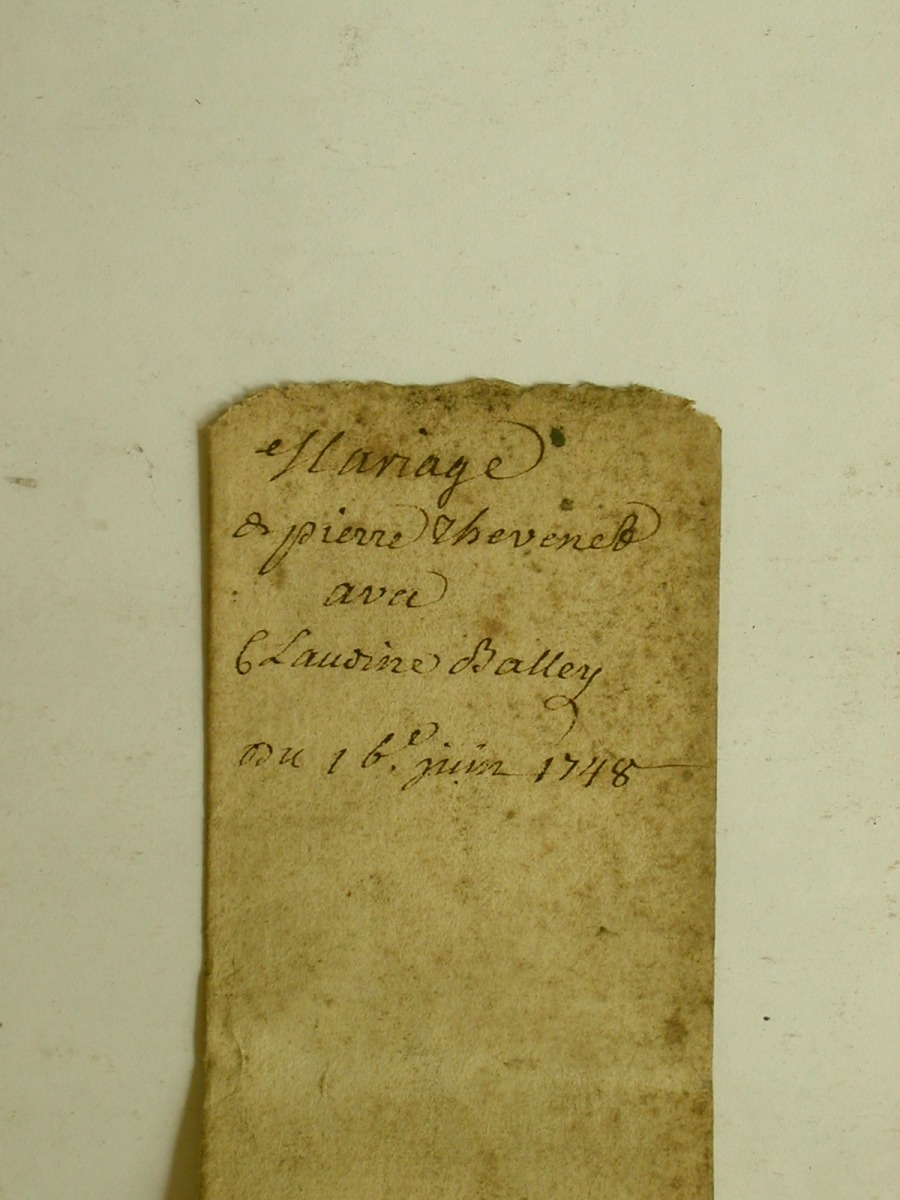 Mariage
de pierre Thevenet
avec
Claudine Balley
Du 16.e juin 1748